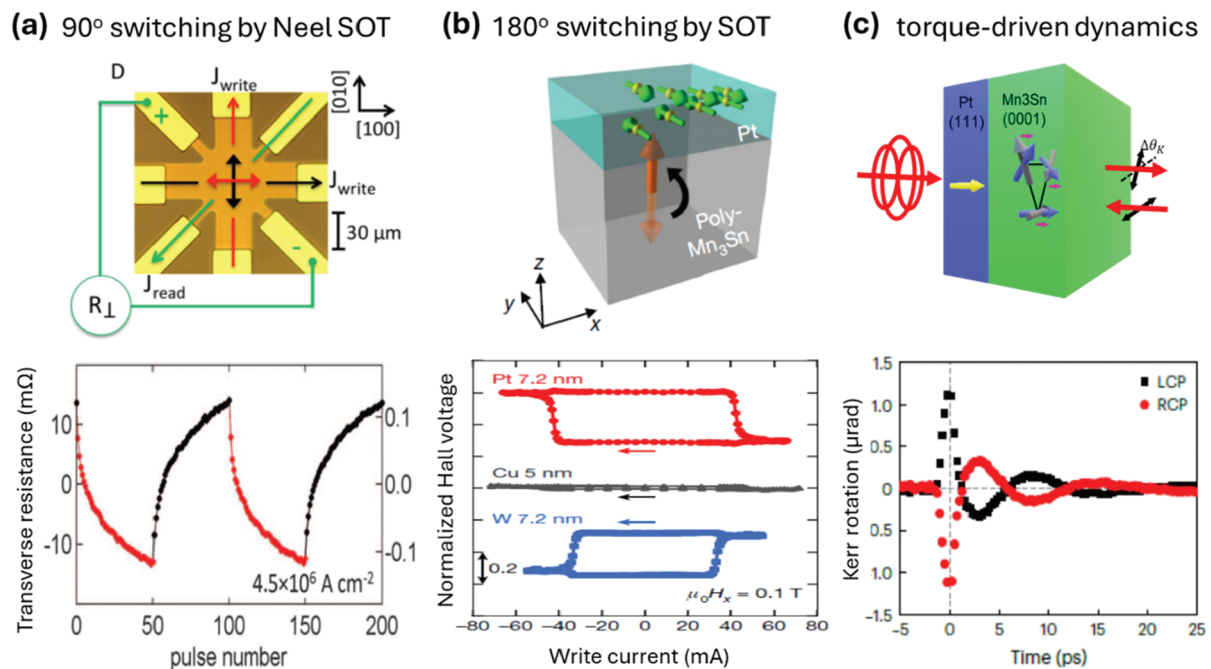 (a) 90° switching by Neel SOT
D
J_write
[010]
[100]
+
J_write
30 µm
-
J_read
R⊥
Transverse resistance (mΩ)
10
0
-10
0.1
0.0
-0.1
4.5×10⁶ A cm⁻²
0 50 100 150 200
pulse number
(b) 180° switching by SOT
Pt
Poly-
Mn₃Sn
z
y
x
Normalized Hall voltage
Pt 7.2 nm
Cu 5 nm
W 7.2 nm
0.2
μ₀Hₓ = 0.1 T
−80 −60 −40 −20 0 20 40 60 80
Write current (mA)
(c) torque-driven dynamics
Pt
(111)
Mn3Sn
(0001)
Δθ_K
Kerr rotation (µrad)
1.5
1.0
0.5
0
0.5
1.0
-1.5
LCP
RCP
-5 0 5 10 15 20 25
Time (ps)